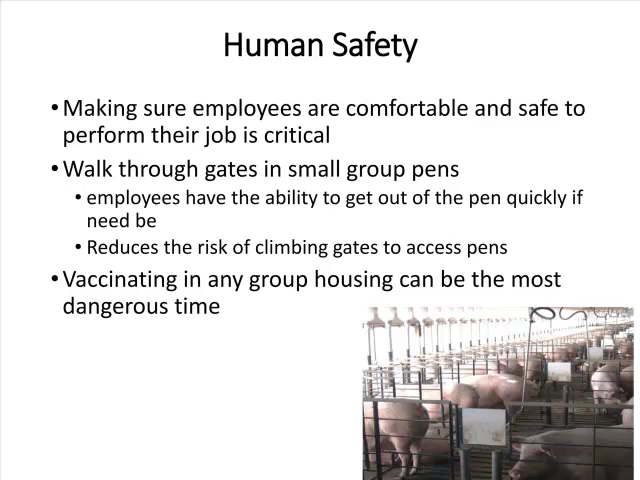 Human Safety
•Making sure employees are comfortable and safe to
perform their job is critical
•Walk through gates in small group pens
• employees have the ability to get out of the pen quickly if
need be
• Reduces the risk of climbing gates to access pens
•Vaccinating in any group housing can be the most
dangerous time